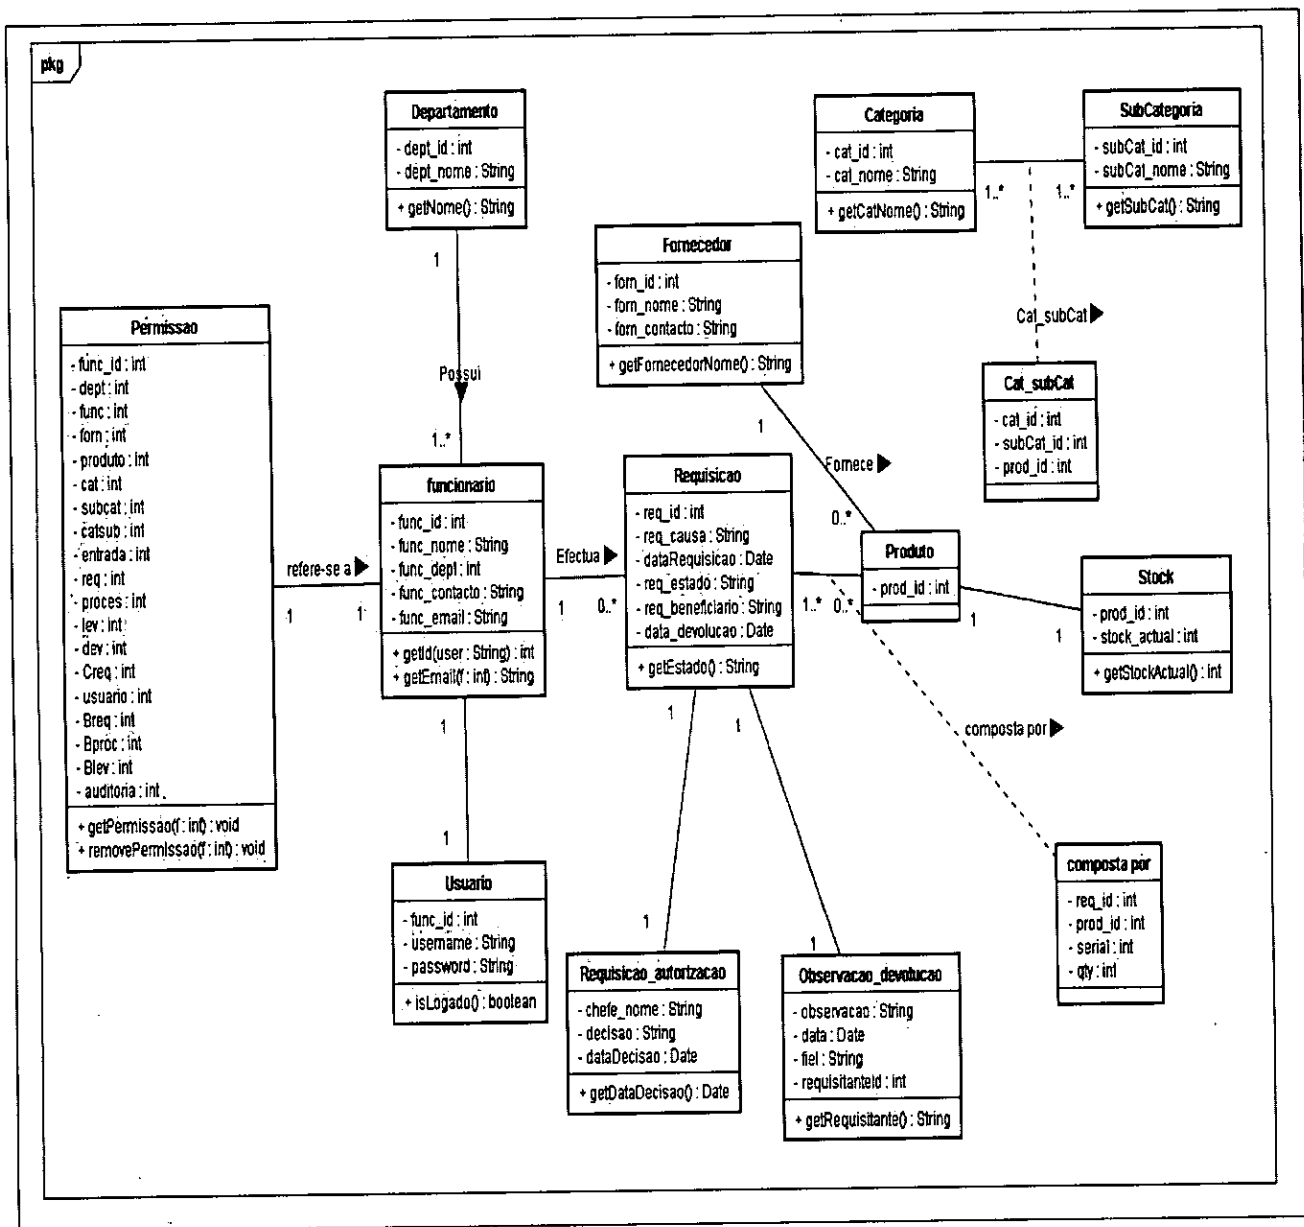 pkg
Departamento
- dept_id : int
- dept_nome : String
+ getNome() : String
Categoria
- cat_id : int
- cat_nome : String
+ getCatNome() : String
SubCategoria
- subCat_id : int
- subCat_nome : String
+ getSubCat() : String
1..*
1..*
Cat_subCat
Cat_subCat
- cat_id : int
- subCat_id : int
- prod_id : int
Fornecedor
- forn_id : int
- forn_nome : String
- forn_contacto : String
+ getFornecedorNome() : String
1
Fornece
0..*
1
Possui
1..*
Permissao
- func_id : int
- dept : int
- func : int
- forn : int
- produto : int
- cat : int
- subcat : int
- catsub : int
- entrada : int
- req : int
- proces : int
- lev : int
- dev : int
- Creq : int
- usuario : int
- Breq : int
- Bproc : int
- Blev : int
- auditoria : int
+ getPermissao(f : int) : void
+ removePermissao(f : int) : void
refere-se a
1
1
funcionario
- func_id : int
- func_nome : String
- func_dept : int
- func_contacto : String
- func_email : String
+ getId(user : String) : int
+ getEmail(f : int) : String
Efectua
1
0..*
Requisicao
- req_id : int
- req_causa : String
- dataRequisicao : Date
- req_estado : String
- req_beneficiario : String
- data_devolucao : Date
+ getEstado() : String
1..*
0..*
Produto
- prod_id : int
1
1
Stock
- prod_id : int
- stock_actual : int
+ getStockActual() : int
composta por
composta por
- req_id : int
- prod_id : int
- serial : int
- qty : int
1
1
Usuario
- func_id : int
- username : String
- password : String
+ isLogado() : boolean
1
1
Requisicao_autorizacao
- chefe_nome : String
- decisao : String
- dataDecisao : Date
+ getDataDecisao() : Date
1
1
Observacao_devolucao
- observacao : String
- data : Date
- fiel : String
- requisitanteId : int
+ getRequisitante() : String